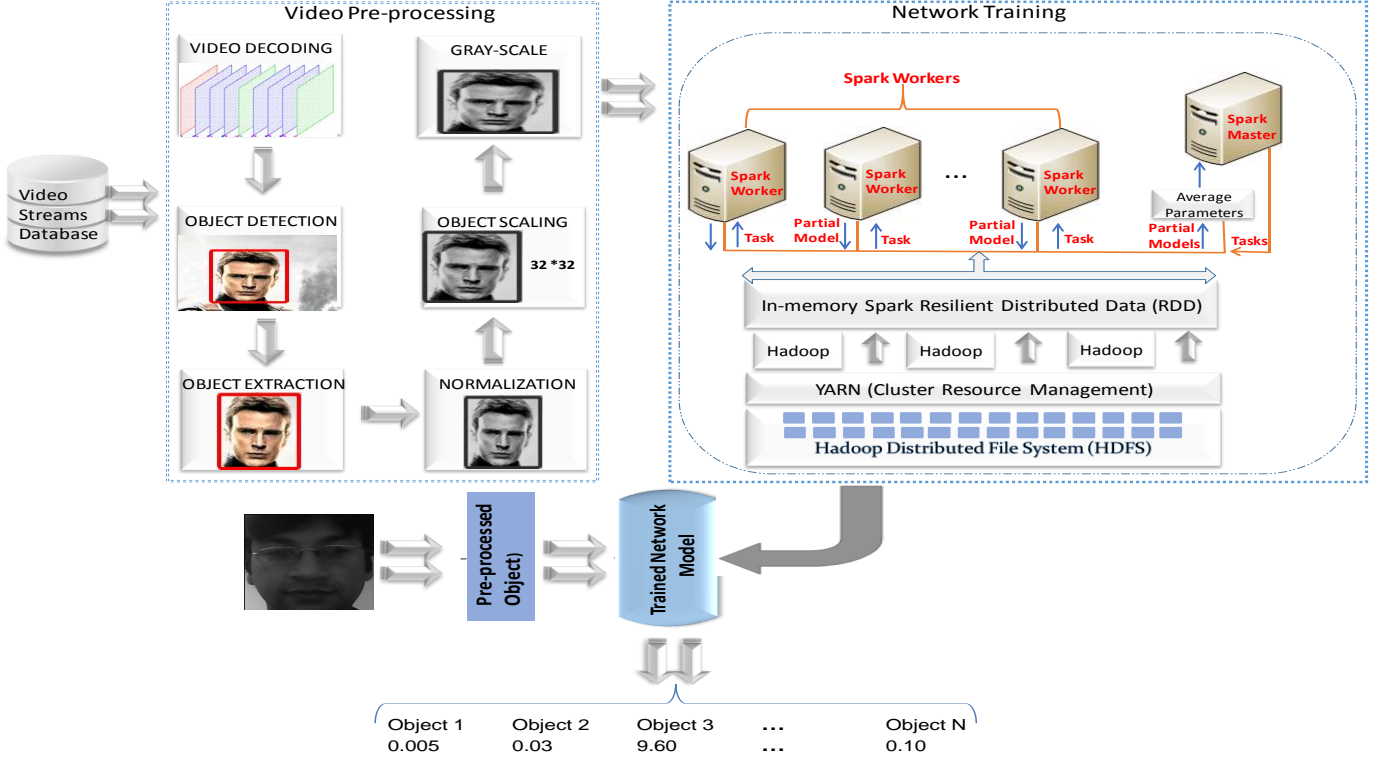 Video Pre-processing
VIDEO DECODING
GRAY-SCALE
Video
Streams
Database
OBJECT DETECTION
OBJECT SCALING
32 *32
OBJECT EXTRACTION
NORMALIZATION
Network Training
Spark Workers
Spark
Worker
Spark
Worker
...
Spark
Worker
Spark
Master
Average
Parameters
Task
Partial
Model
Task
Partial
Model
Task
Partial
Models
Tasks
In-memory Spark Resilient Distributed Data (RDD)
Hadoop
Hadoop
Hadoop
YARN (Cluster Resource Management)
Hadoop Distributed File System (HDFS)
Pre-processed
Object)
Trained Network
Model
Object 1 Object 2 Object 3 ... Object N
0.005 0.03 9.60 ... 0.10